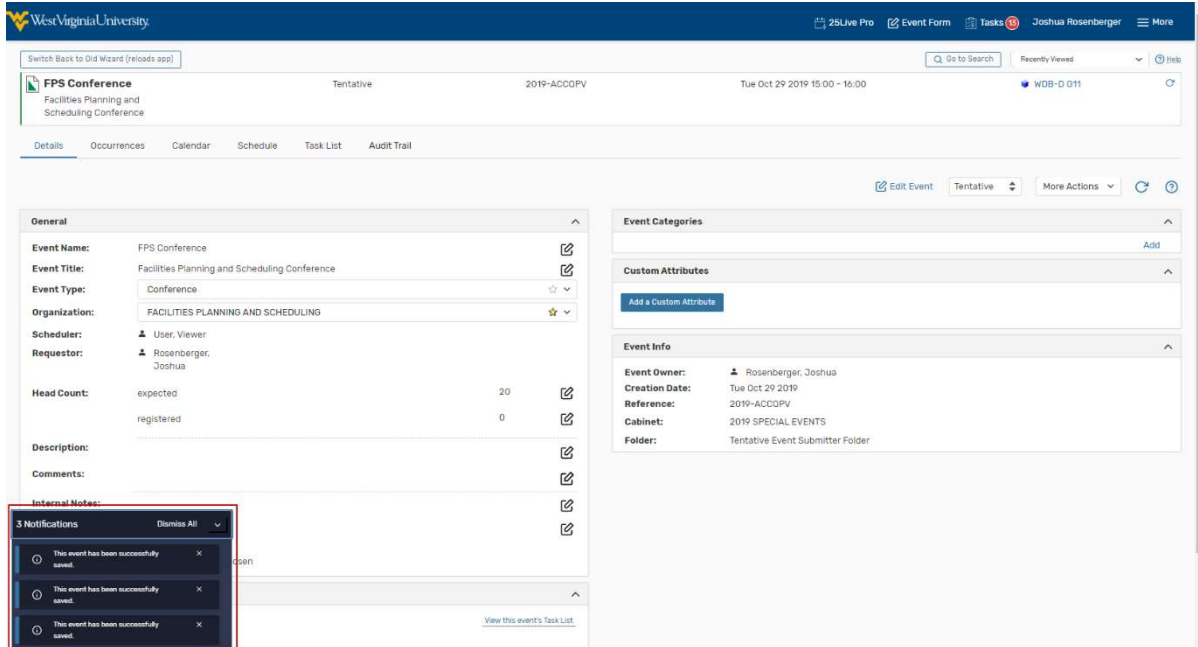 WestVirginiaUniversity.
25Live Pro Event Form Tasks 15 Joshua Rosenberger More
Switch Back to Old Wizard (reloads app) Go to Search Recently Viewed Help
FPS Conference Tentative 2019-ACCQPV Tue Oct 29 2019 15:00 - 16:00 WDB-D G11
Facilities Planning and
Scheduling Conference
Details Occurrences Calendar Schedule Task List Audit Trail
Edit Event Tentative More Actions
General
Event Name: FPS Conference
Event Title: Facilities Planning and Scheduling Conference
Event Type: Conference
Organization: FACILITIES PLANNING AND SCHEDULING
Scheduler: User, Viewer
Requestor: Rosenberger,
Joshua
Head Count: expected 20
registered 0
Description:
Comments:
Internal Notes:
3 Notifications Dismiss All
This event has been successfully
saved.
This event has been successfully
saved.
This event has been successfully
saved.
View this event's Task List
Event Categories
Add
Custom Attributes
Add a Custom Attribute
Event Info
Event Owner: Rosenberger, Joshua
Creation Date: Tue Oct 29 2019
Reference: 2019-ACCQPV
Cabinet: 2019 SPECIAL EVENTS
Folder: Tentative Event Submitter Folder